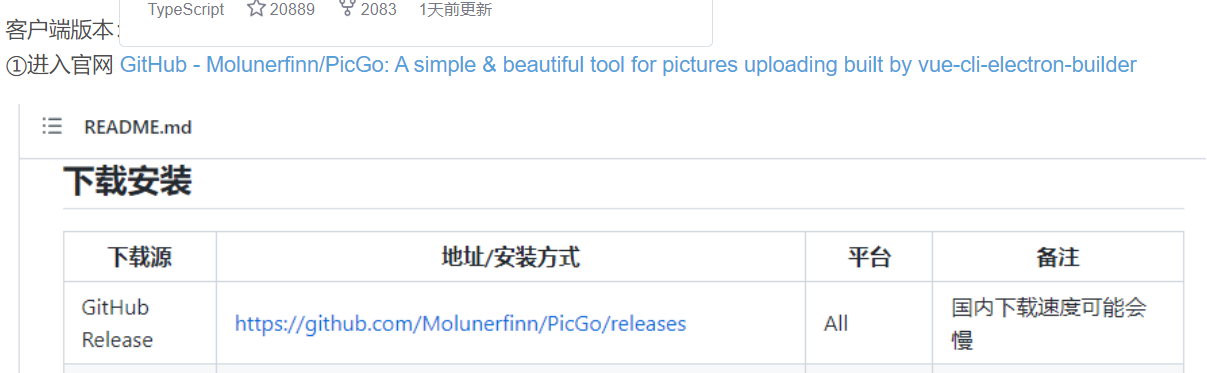 TypeScript 20889 2083 1天前更新
客户端版本：
①进入官网 GitHub - Molunerfinn/PicGo: A simple & beautiful tool for pictures uploading built by vue-cli-electron-builder
README.md
下载安装
下载源 地址/安装方式 平台 备注
GitHub Release https://github.com/Molunerfinn/PicGo/releases All 国内下载速度可能会慢